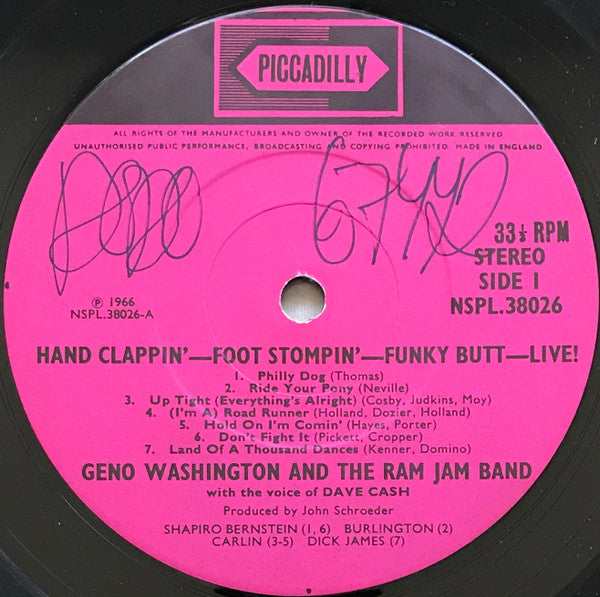 PICCADILLY
ALL RIGHTS OF THE MANUFACTURERS AND OWNER OF THE RECORDED WORK RESERVED
UNAUTHORISED PUBLIC PERFORMANCE, BROADCASTING AND COPYING PROHIBITED. MADE IN ENGLAND.
33⅓ RPM
STEREO
SIDE 1
NSPL.38026
℗ 1966
NSPL.38026-A
HAND CLAPPIN'—FOOT STOMPIN'—FUNKY BUTT—LIVE!
1. Philly Dog (Thomas)
2. Ride Your Pony (Neville)
3. Up Tight (Everything's Alright) (Cosby, Judkins, Moy)
4. (I'm A) Road Runner (Holland, Dozier, Holland)
5. Hold On I'm Comin' (Hayes, Porter)
6. Don't Fight It (Pickett, Cropper)
7. Land Of A Thousand Dances (Kenner, Domino)
GENO WASHINGTON AND THE RAM JAM BAND
with the voice of DAVE CASH
Produced by John Schroeder
SHAPIRO BERNSTEIN (1, 6) BURLINGTON (2)
CARLIN (3-5) DICK JAMES (7)